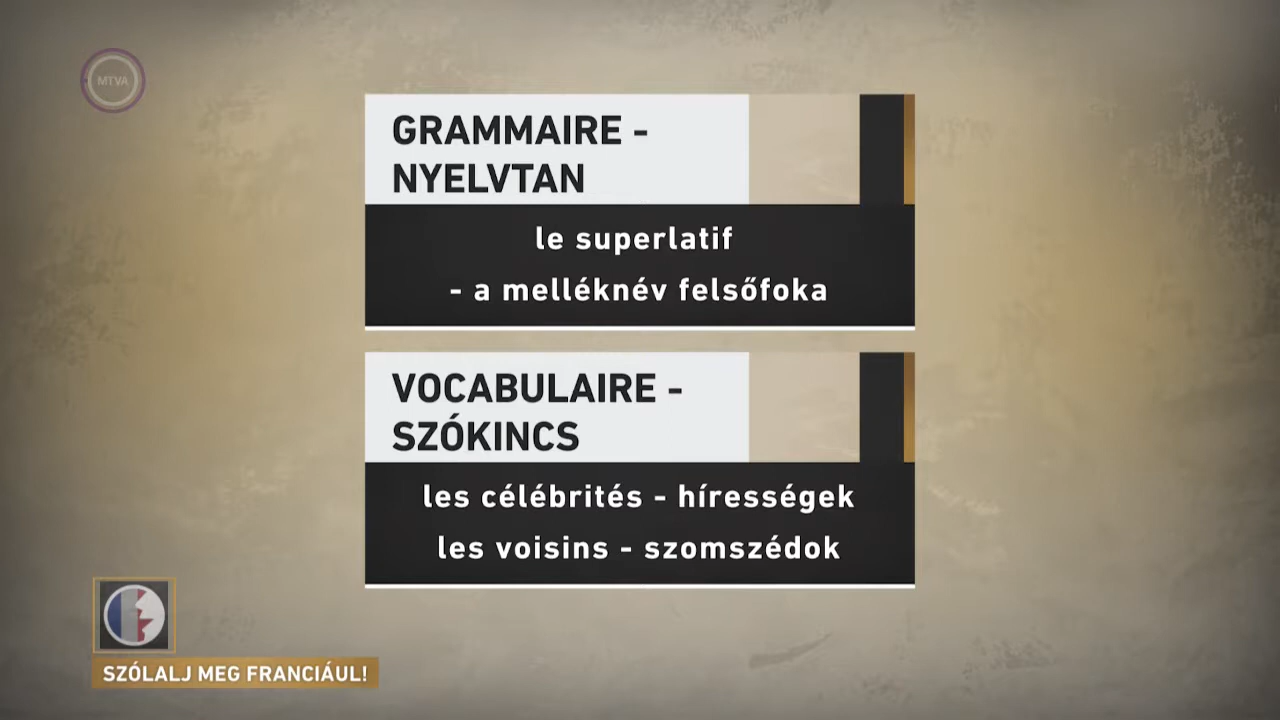 MTVA
GRAMMAIRE -
NYELVTAN
le superlatif
- a melléknév felsőfoka
VOCABULAIRE -
SZÓKINCS
les célébrités - hírességek
les voisins - szomszédok
SZÓLALJ MEG FRANCIÁUL!